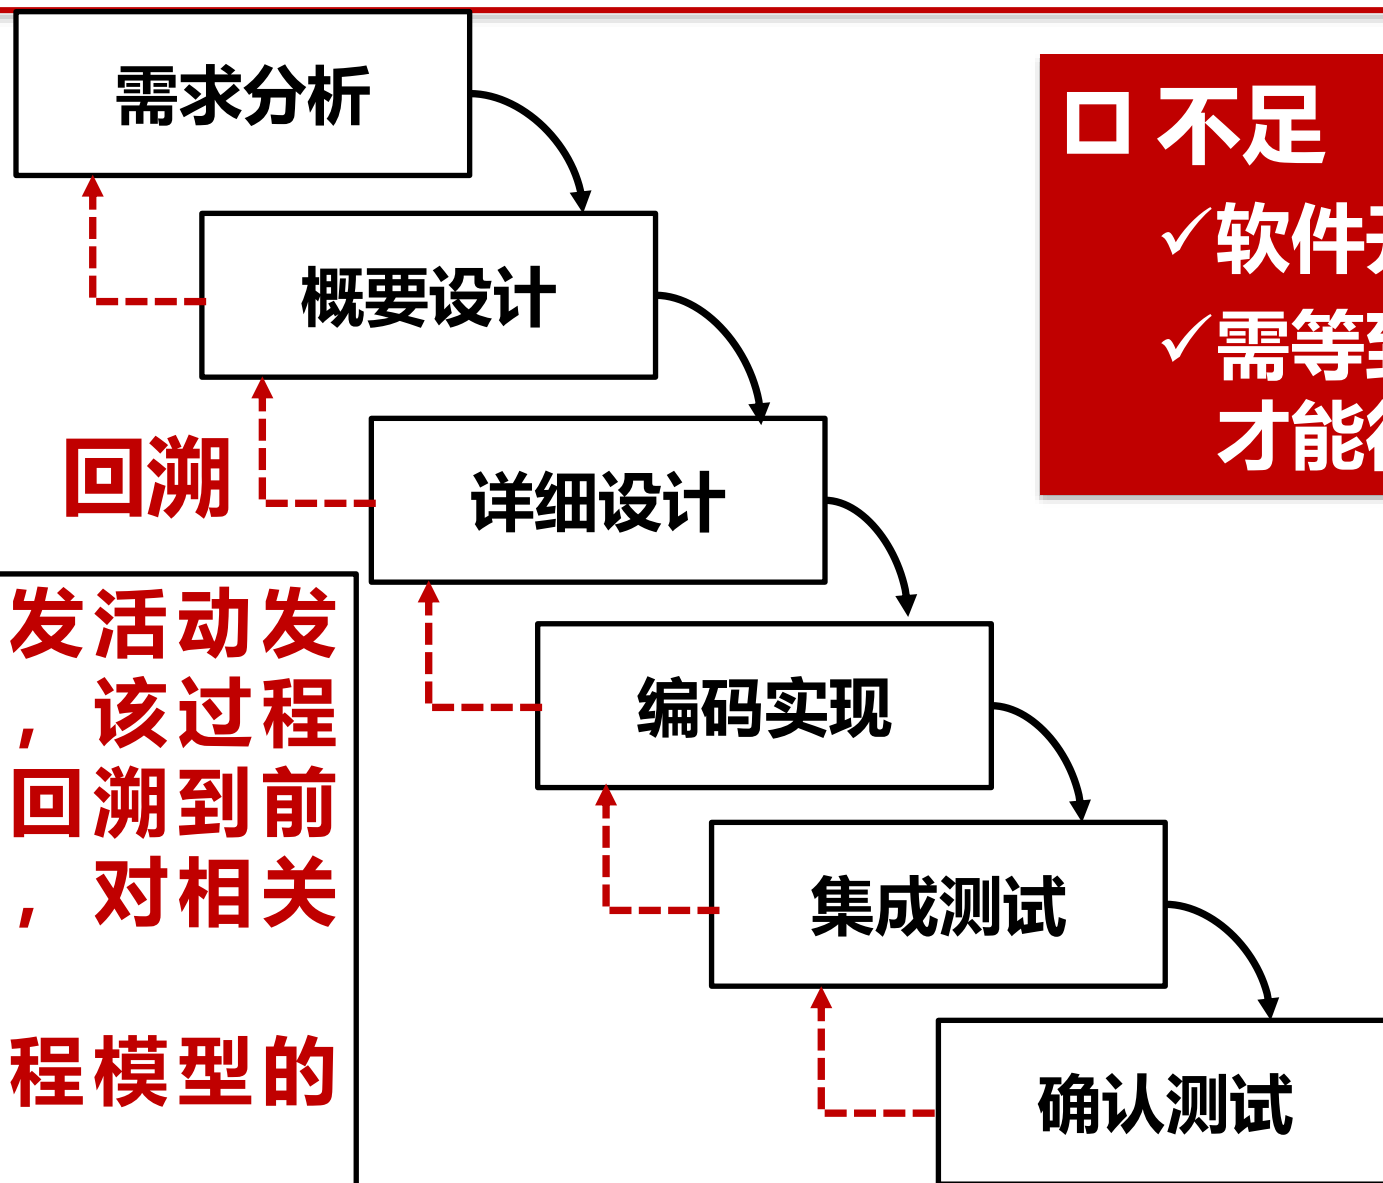 需求分析
概要设计
详细设计
编码实现
集成测试
确认测试
回溯
发活动发
，该过程
回溯到前
，对相关
程模型的
不足
✓软件
✓需等
才能